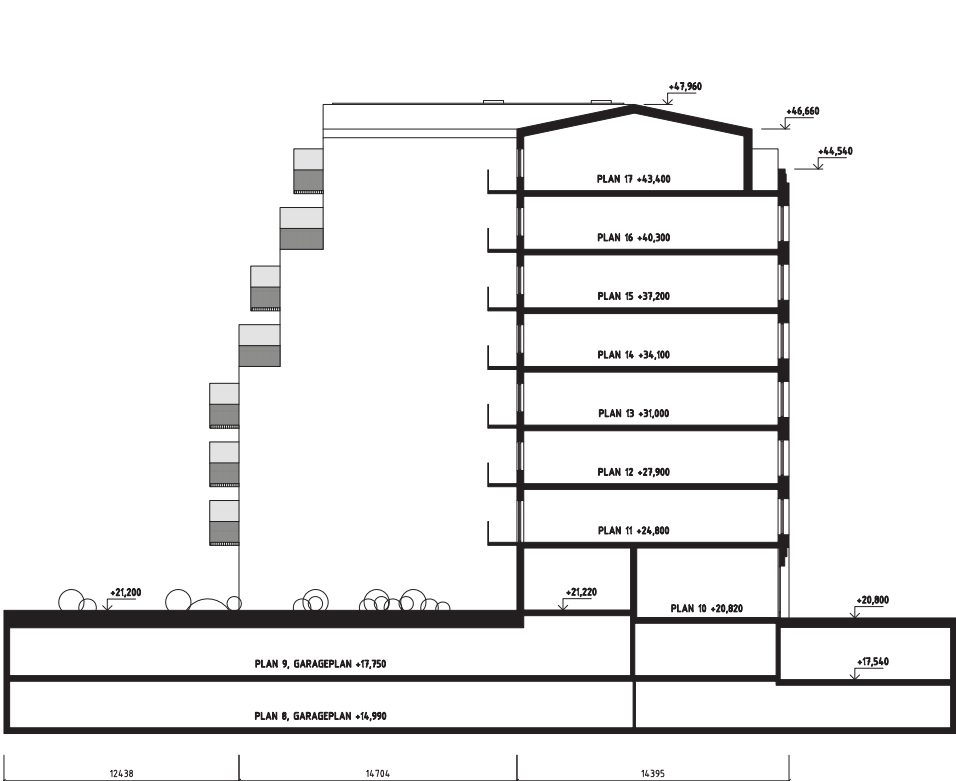 +47,960
+46,660
+44,540
PLAN 17 +43,400
PLAN 16 +40,300
PLAN 15 +37,200
PLAN 14 +34,100
PLAN 13 +31,000
PLAN 12 +27,900
PLAN 11 +24,800
+21,200
+21,220
PLAN 10 +20,820
+20,800
PLAN 9, GARAGEPLAN +17,750
+17,540
PLAN 8, GARAGEPLAN +14,990
12438
14704
14395